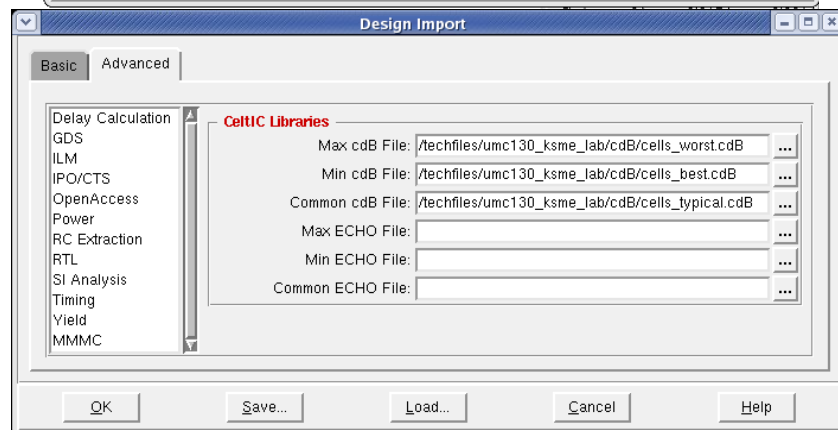 Design Import
Basic
Advanced
Delay Calculation
GDS
ILM
IPO/CTS
OpenAccess
Power
RC Extraction
RTL
SI Analysis
Timing
Yield
MMMC
CeltIC Libraries
Max cdB File: /techfiles/umc130_ksme_lab/cdB/cells_worst.cdB ...
Min cdB File: /techfiles/umc130_ksme_lab/cdB/cells_best.cdB ...
Common cdB File: /techfiles/umc130_ksme_lab/cdB/cells_typical.cdB ...
Max ECHO File: ...
Min ECHO File: ...
Common ECHO File: ...
OK Save... Load... Cancel Help